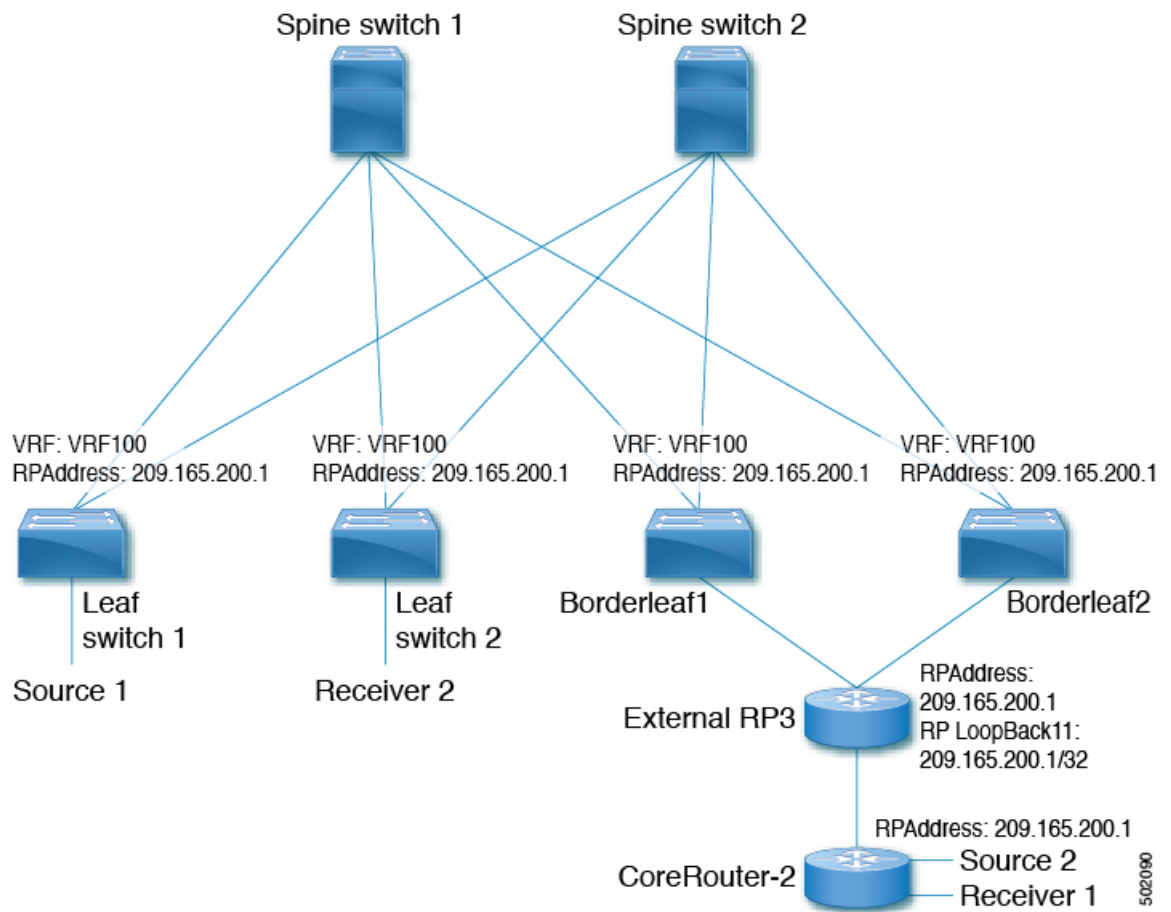 Spine switch 1
Spine switch 2
VRF: VRF100
RPAddress: 209.165.200.1
VRF: VRF100
RPAddress: 209.165.200.1
VRF: VRF100
RPAddress: 209.165.200.1
VRF: VRF100
RPAddress: 209.165.200.1
Leaf
switch 1
Leaf
switch 2
Borderleaf1
Borderleaf2
Source 1
Receiver 2
External RP3
RPAddress:
209.165.200.1
RP LoopBack11:
209.165.200.1/32
RPAddress: 209.165.200.1
CoreRouter-2
Source 2
Receiver 1
502090